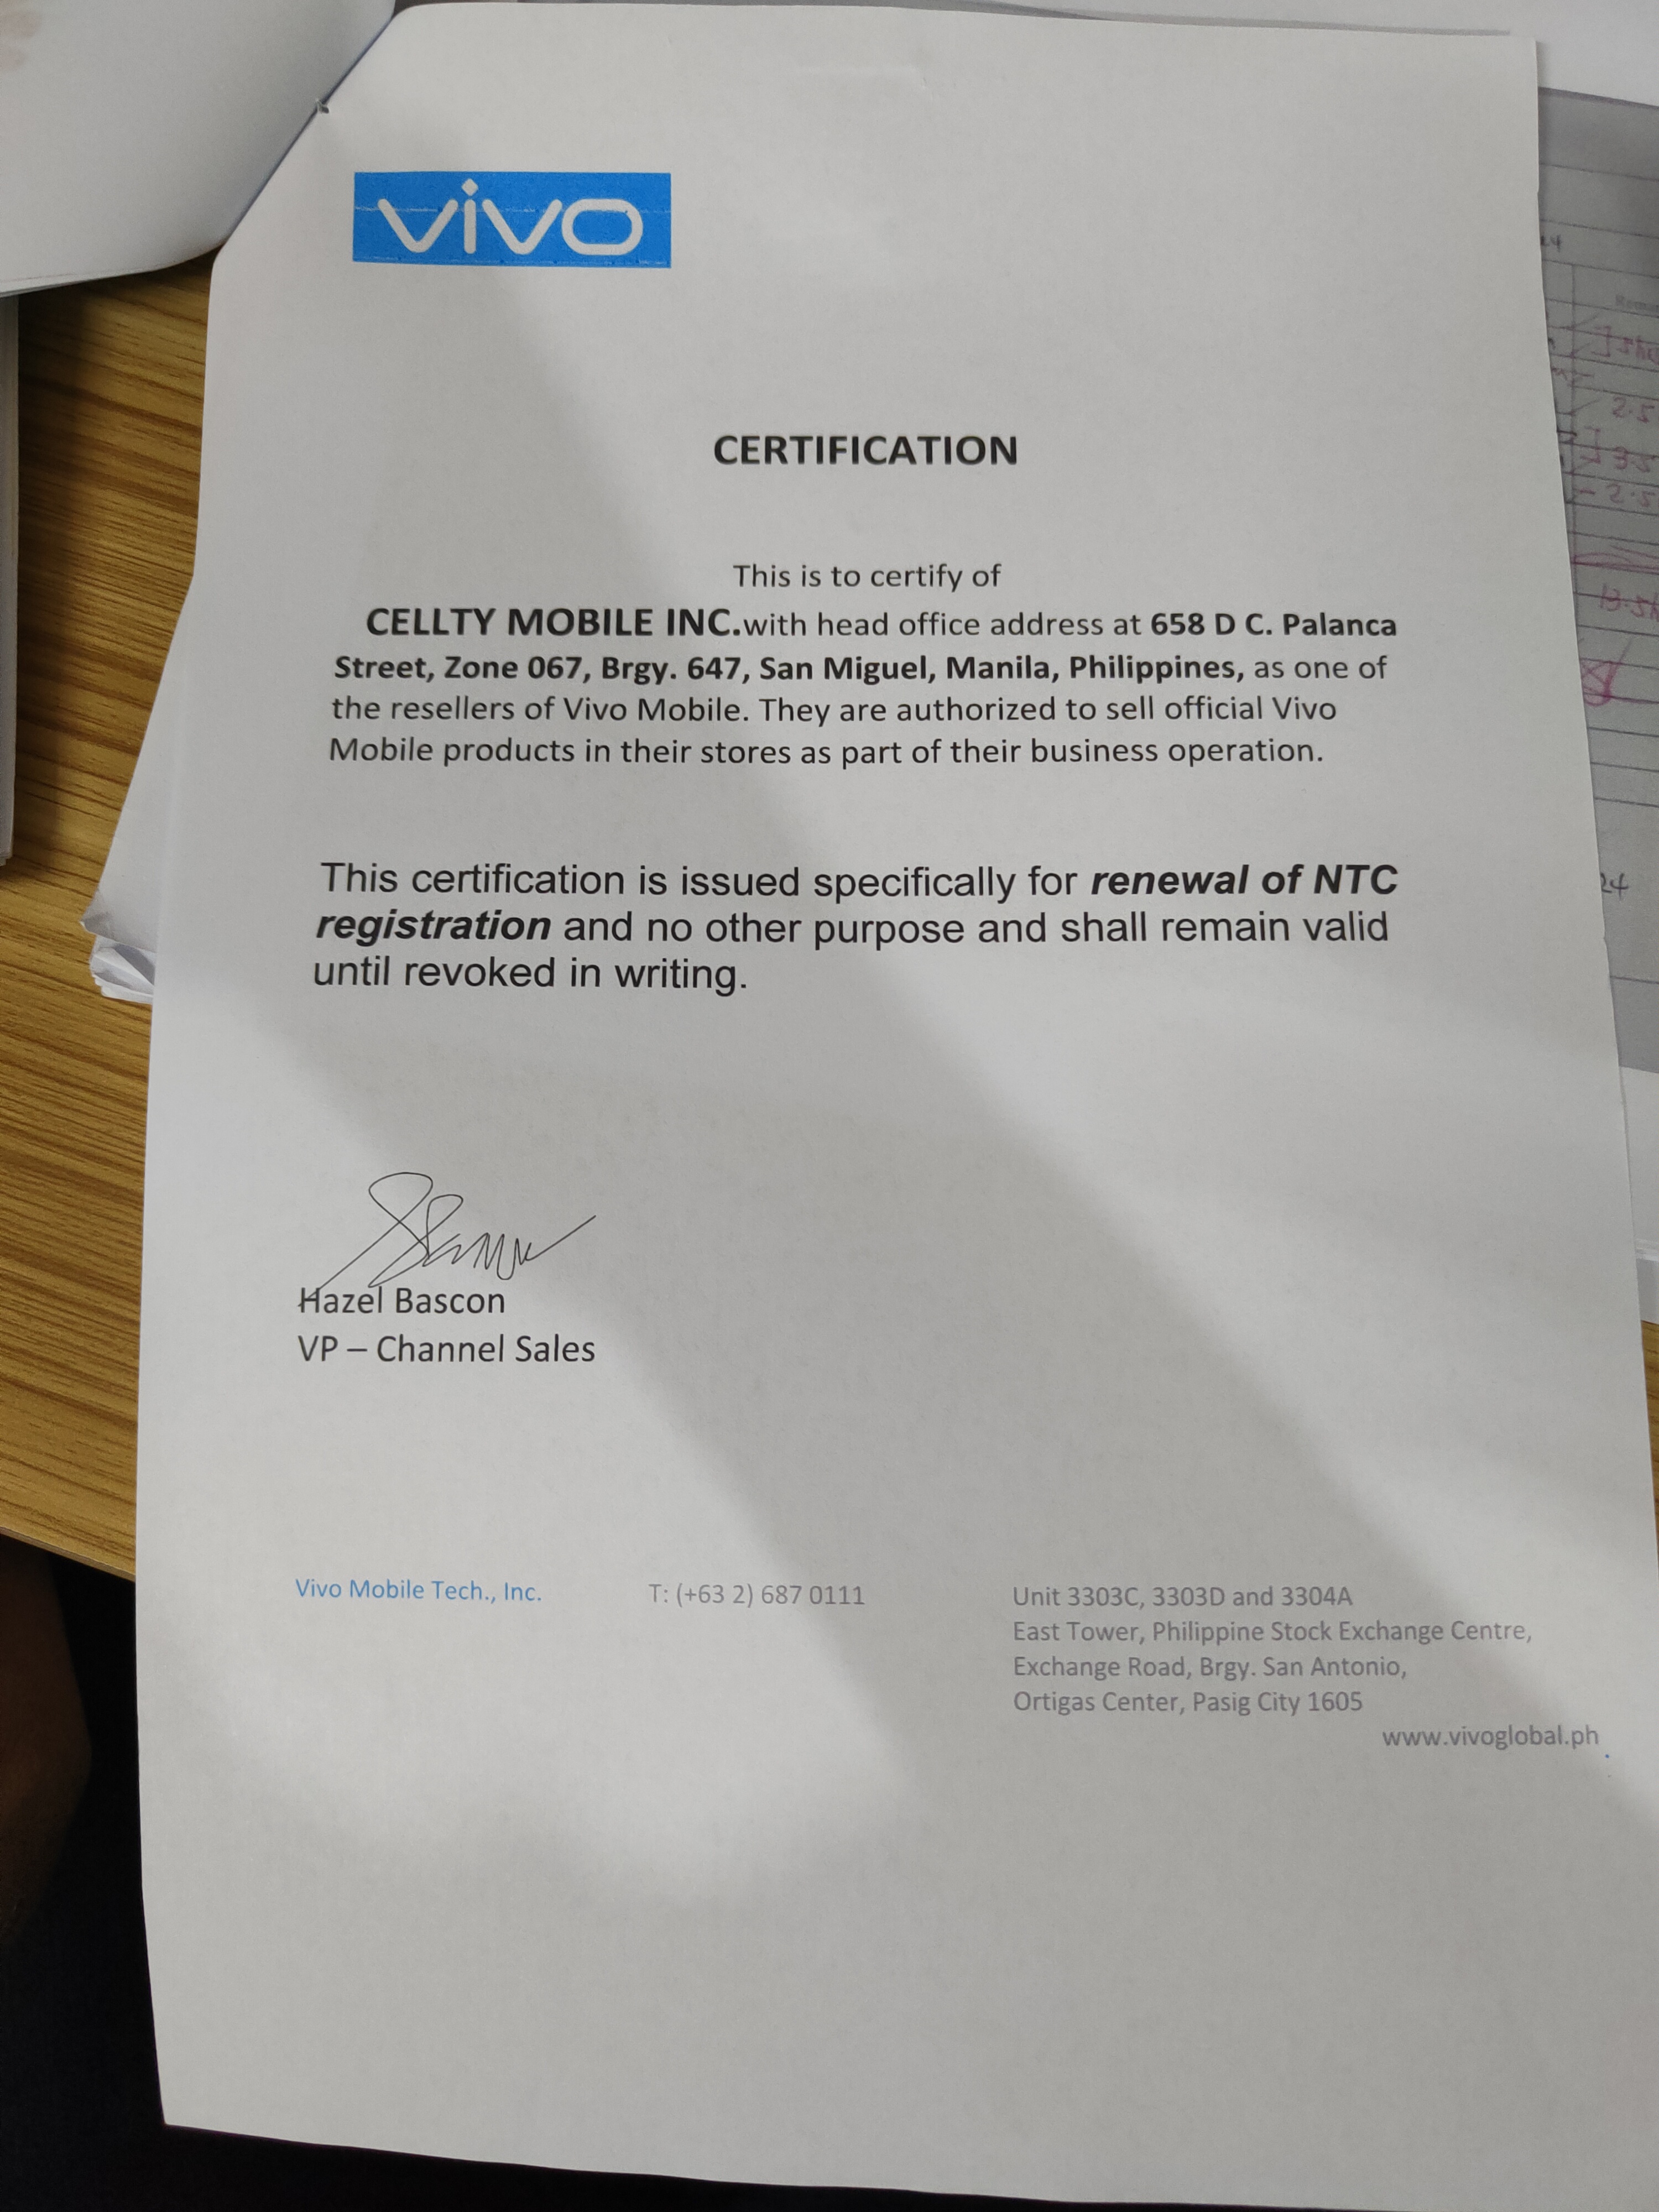 vivo
CERTIFICATION
This is to certify of
CELLTY MOBILE INC.with head office address at 658 D C. Palanca
Street, Zone 067, Brgy. 647, San Miguel, Manila, Philippines, as one of
the resellers of Vivo Mobile. They are authorized to sell official Vivo
Mobile products in their stores as part of their business operation.
This certification is issued specifically for renewal of NTC
registration and no other purpose and shall remain valid
until revoked in writing.
Hazel Bascon
VP – Channel Sales
Vivo Mobile Tech., Inc.
T: (+63 2) 687 0111
Unit 3303C, 3303D and 3304A
East Tower, Philippine Stock Exchange Centre,
Exchange Road, Brgy. San Antonio,
Ortigas Center, Pasig City 1605
www.vivoglobal.ph